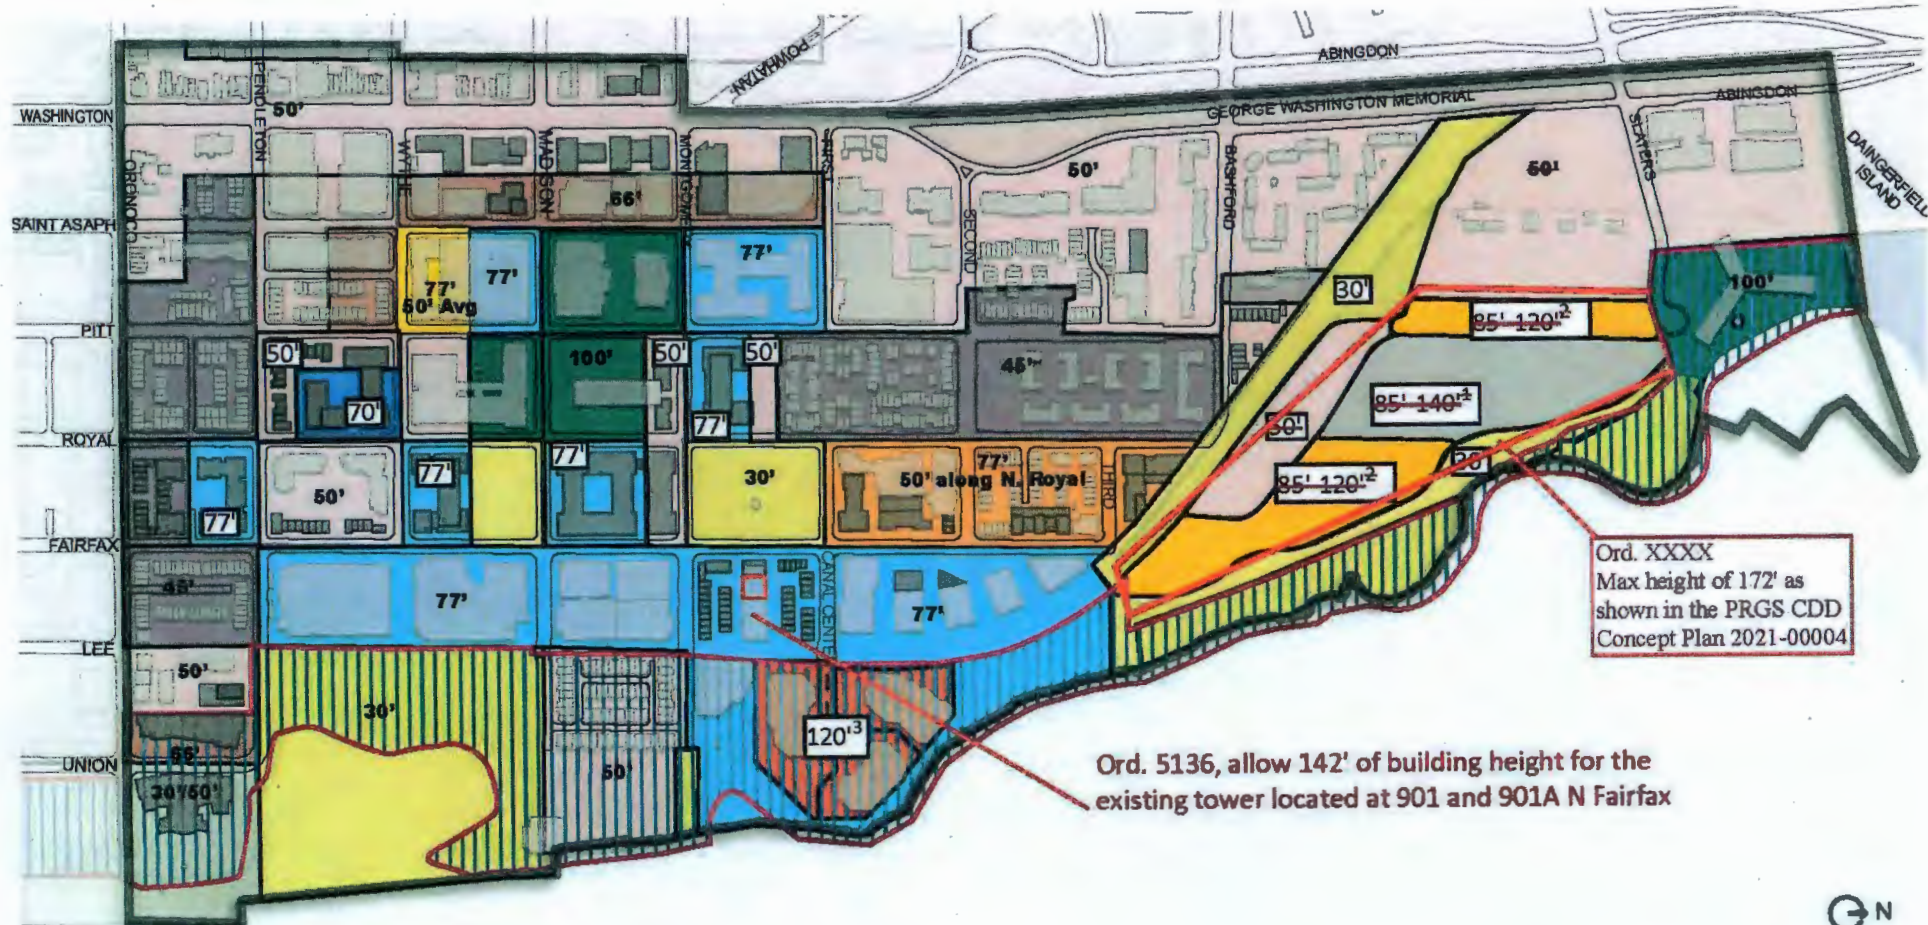 POWHATAN
ABINGDON
GEORGE WASHINGTON MEMORIAL
ABINGDON
WASHINGTON
PENDLETON
50'
ORONOCO
WYTHE
MADISON
MONTGOMERY
FIRST
SECOND
50'
BASHFORD
50'
SLATERS
DAINGERFIELD
ISLAND
66'
SAINT ASAPH
77'
50' Avg
77'
77'
30'
100'
PITT
85'-120'2
50'
100'
50'
50'
45'
70'
77'
85'-140'1
50'
ROYAL
77'
50'
77'
77'
30'
77'
50' along N. Royal
THIRD
85'-120'2
30'
FAIRFAX
45'
77'
CANAL CENTER
77'
Ord. XXXX
Max height of 172' as
shown in the PRGS CDD
Concept Plan 2021-00004
LEE
50'
30'
120'3
UNION
66'
30'/50'
50'
Ord. 5136, allow 142' of building height for the
existing tower located at 901 and 901A N Fairfax
N